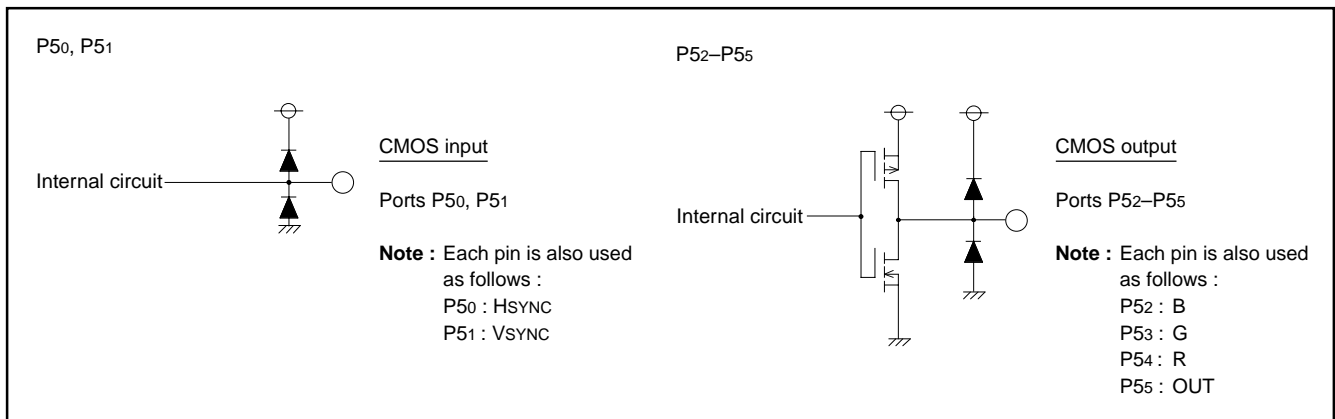 P50, P51
Internal circuit
CMOS input
Ports P50, P51
Note : Each pin is also used
as follows :
P50 : HSYNC
P51 : VSYNC
P52–P55
Internal circuit
CMOS output
Ports P52–P55
Note : Each pin is also used
as follows :
P52 : B
P53 : G
P54 : R
P55 : OUT